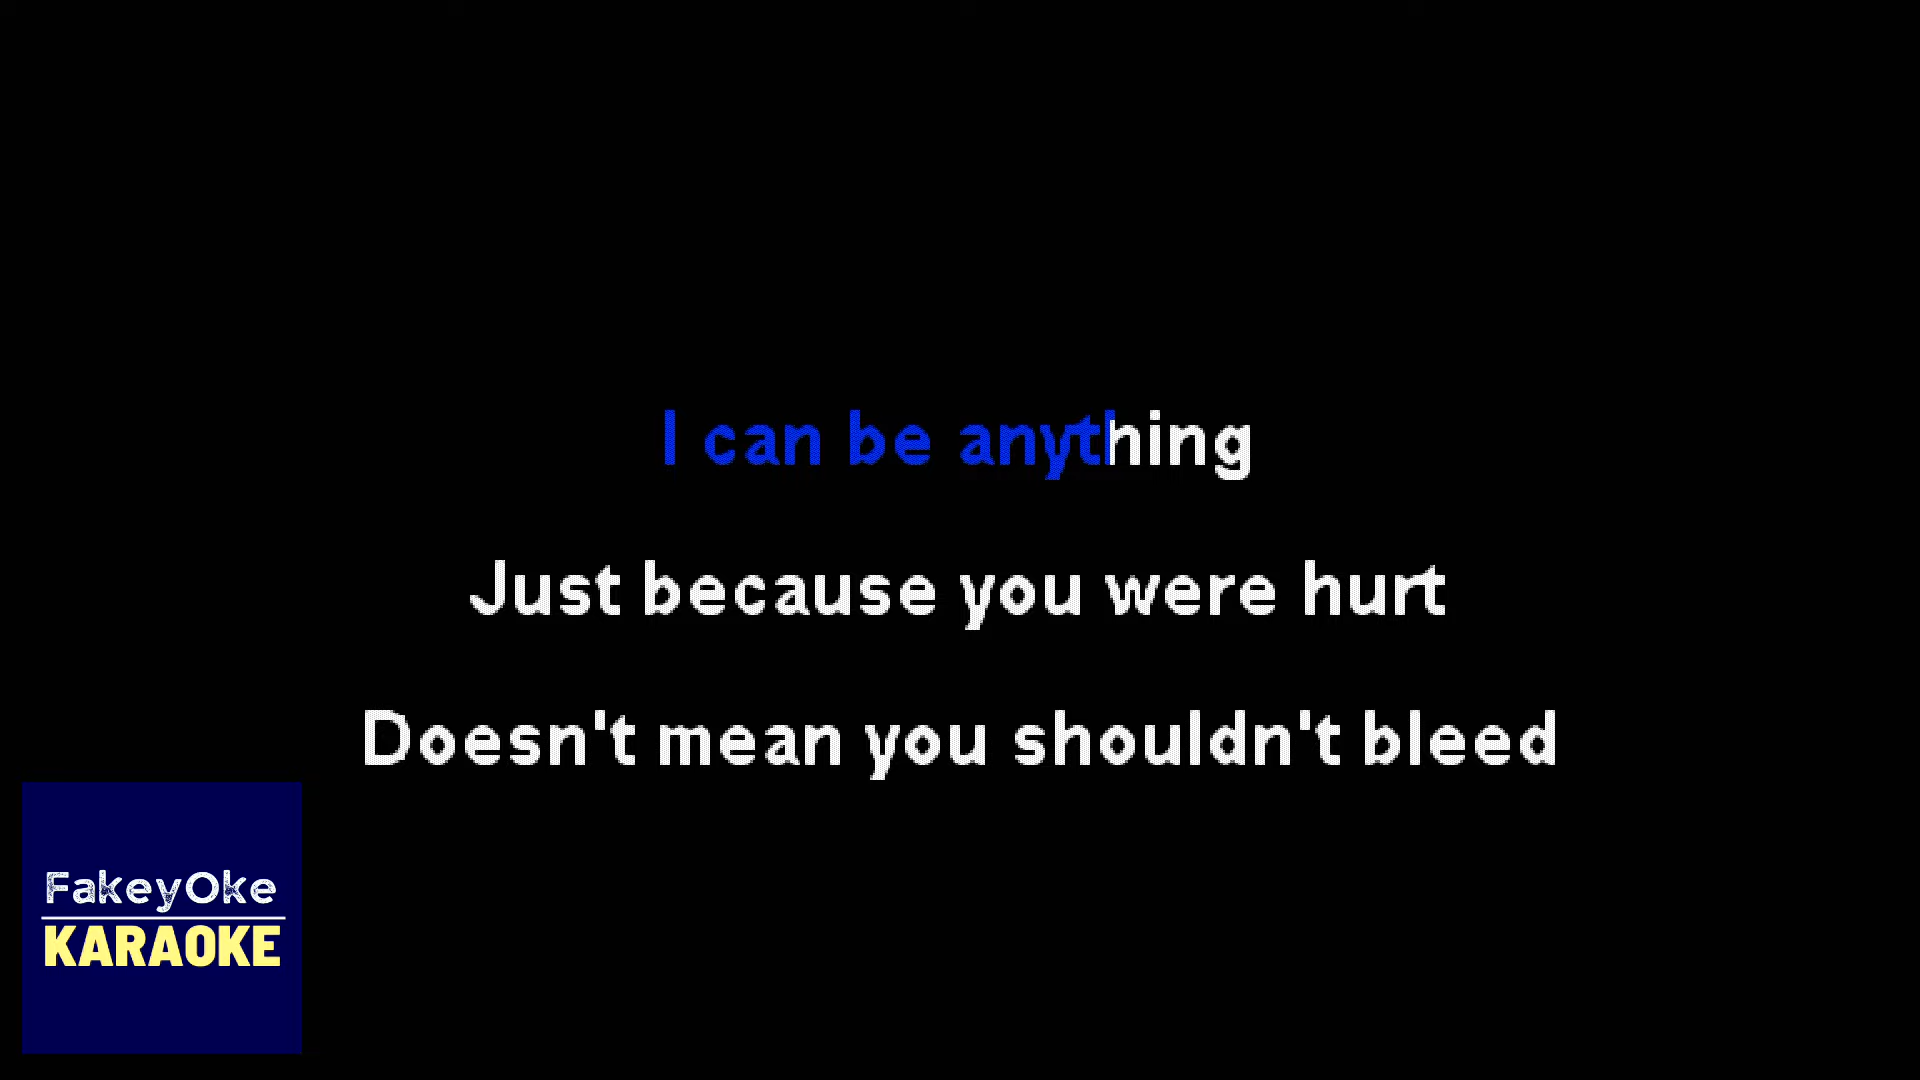 I can be anything
Just because you were hurt
Doesn't mean you shouldn't bleed
FakeyOke
KARAOKE